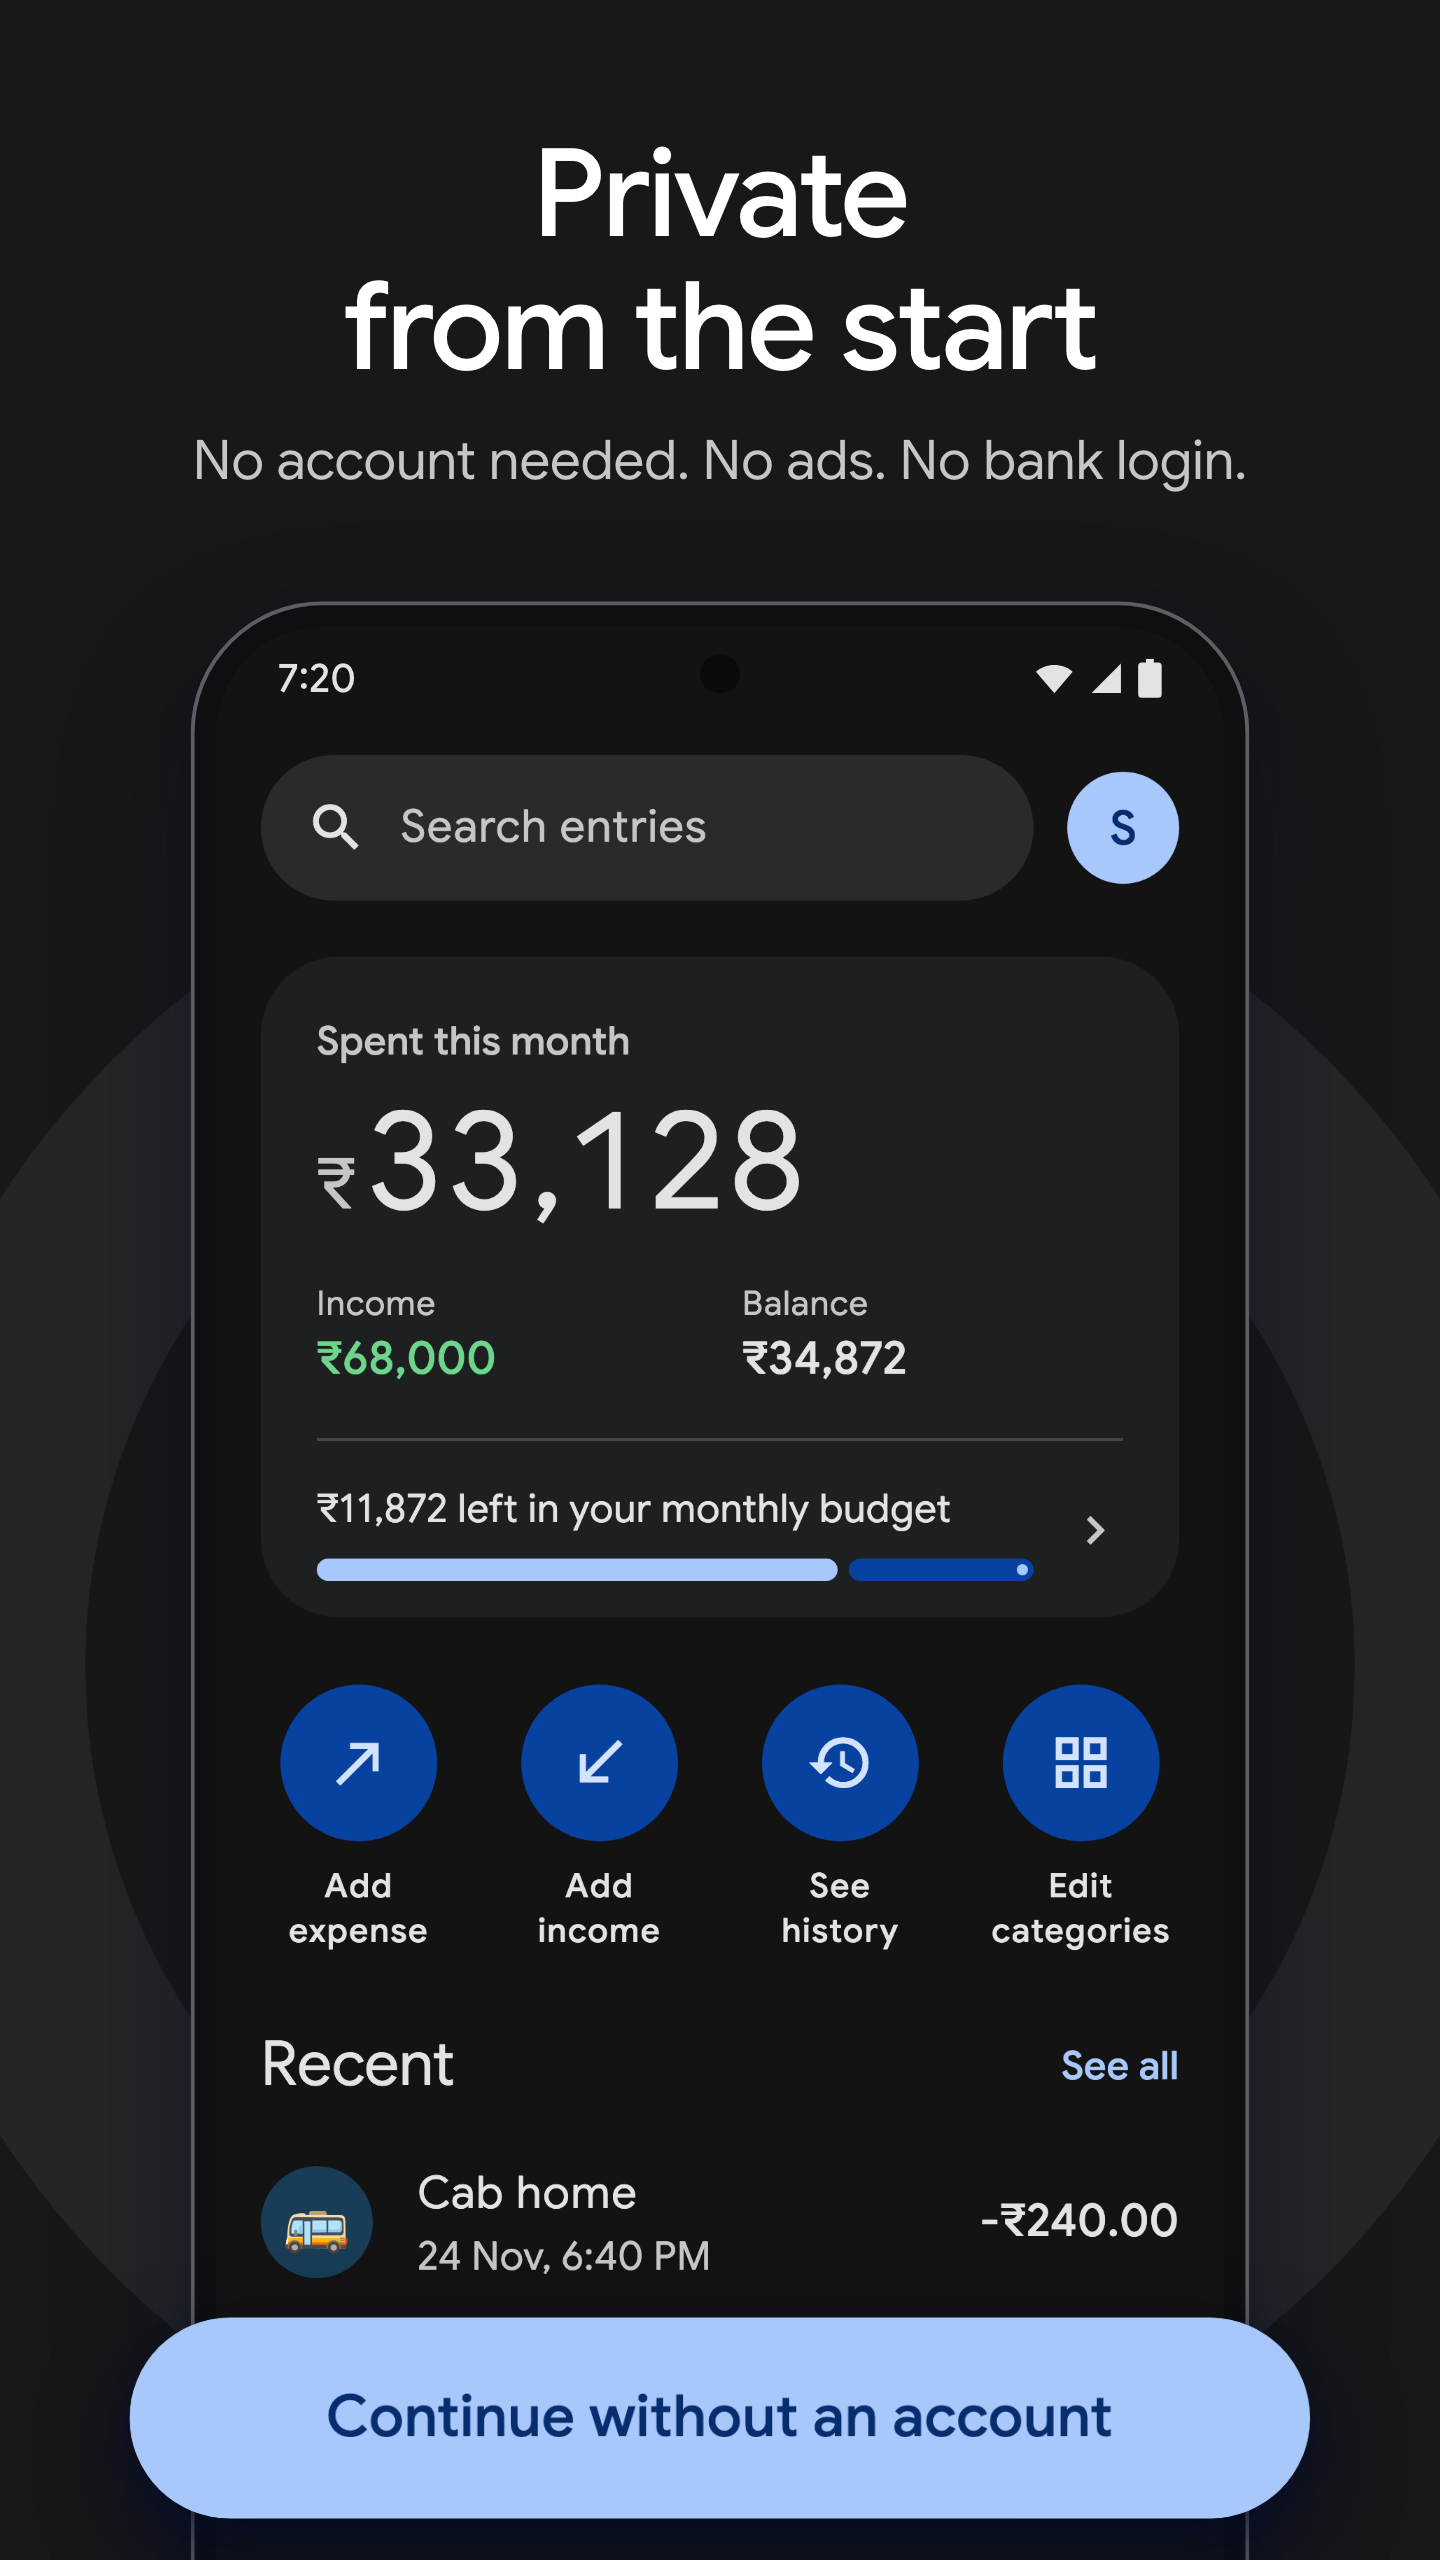 Private
from the start
No account needed. No ads. No bank login.
7:20
Search entries
S
Spent this month
₹33,128
Income
₹68,000
Balance
₹34,872
₹11,872 left in your monthly budget
Add
expense
Add
income
See
history
Edit
categories
Recent
See all
Cab home
24 Nov, 6:40 PM
-₹240.00
Continue without an account